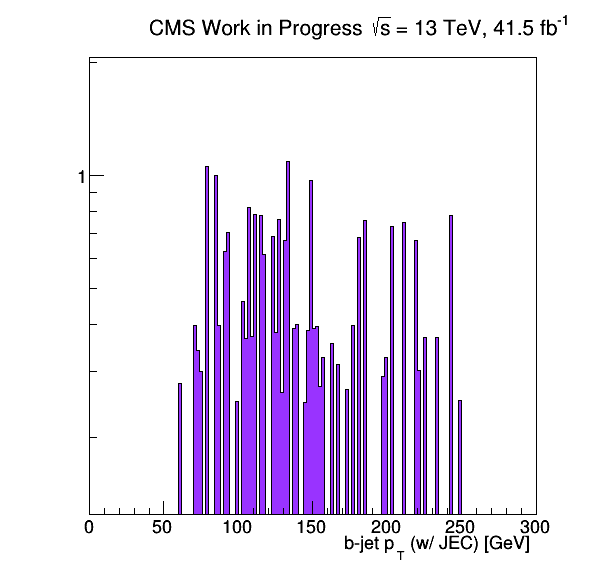 CMS Work in Progress √s = 13 TeV, 41.5 fb⁻¹
1
0 50 100 150 200 250 300
b-jet p_T (w/ JEC) [GeV]